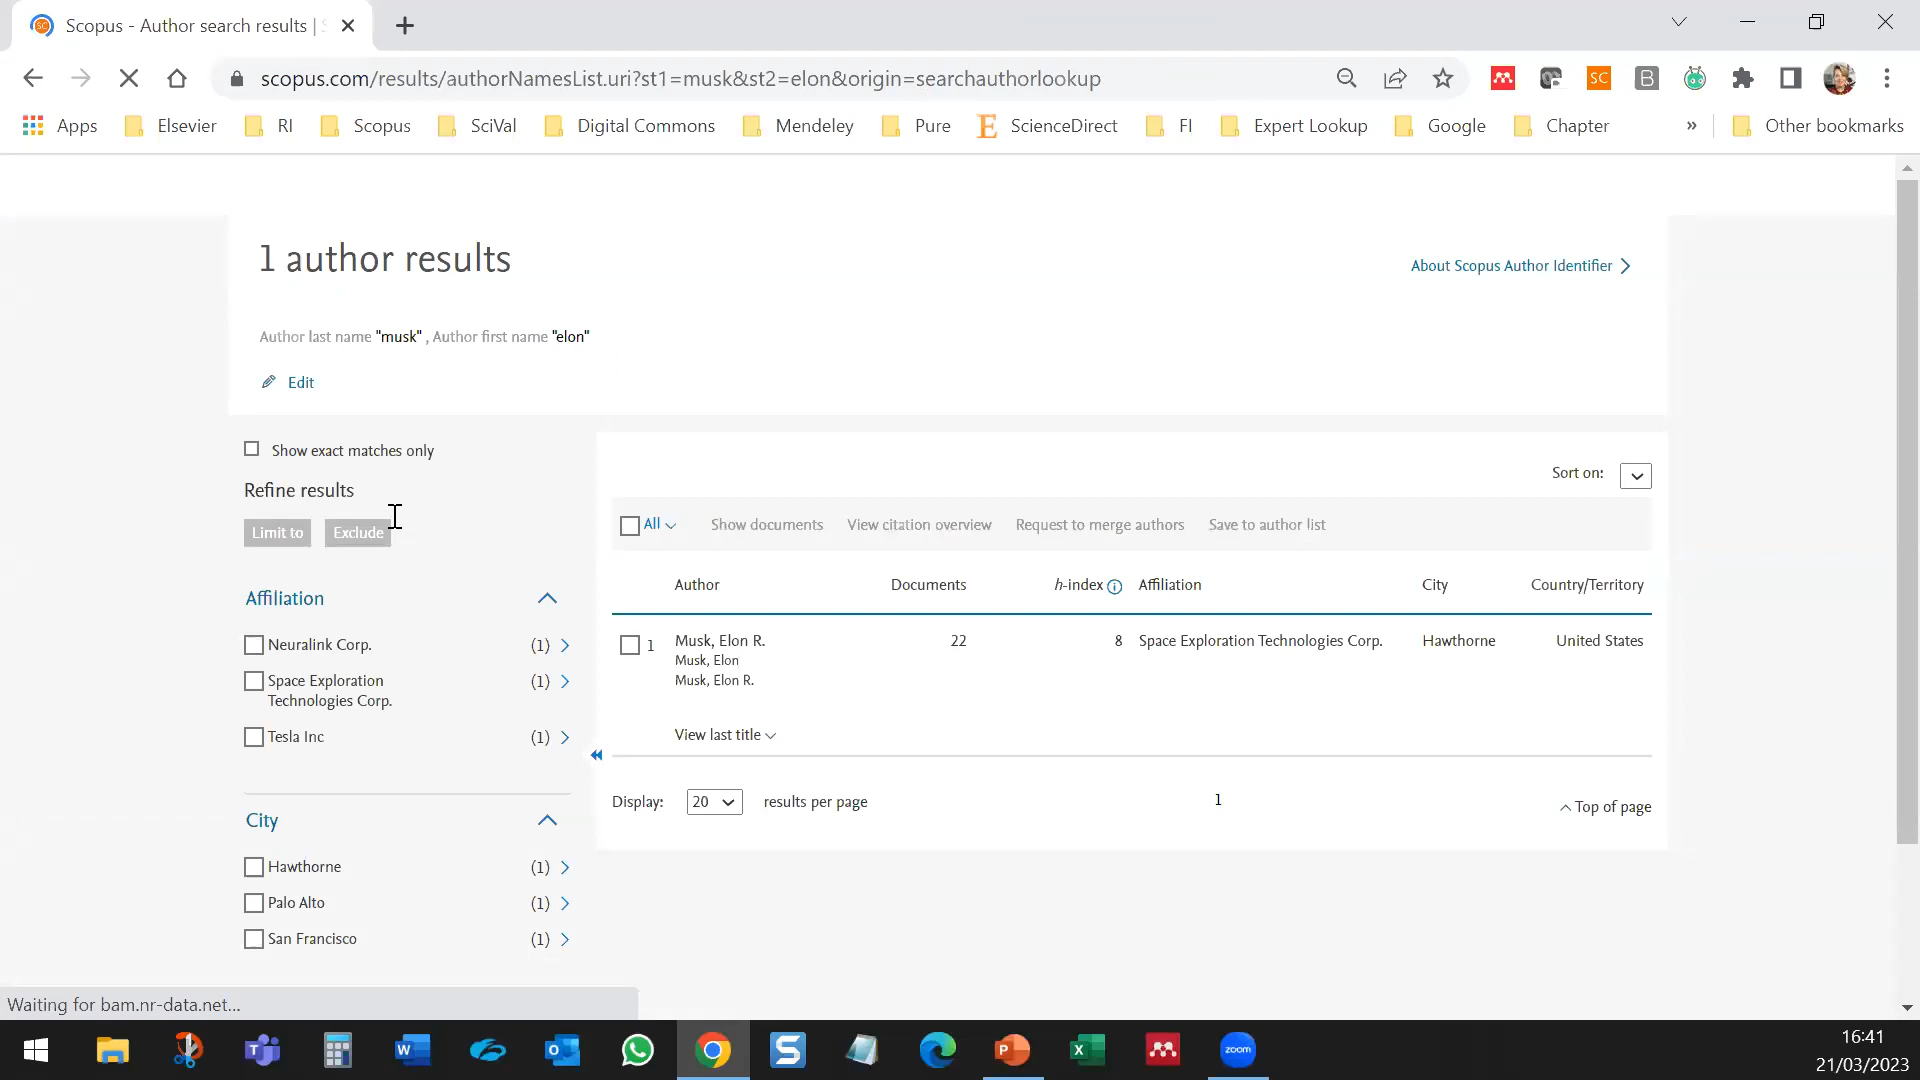 Scopus - Author search results |
scopus.com/results/authorNamesList.uri?st1=musk&st2=elon&origin=searchauthorlookup
SC
B
Apps Elsevier RI Scopus SciVal Digital Commons Mendeley Pure ScienceDirect FI Expert Lookup Google Chapter » Other bookmarks
1 author results
About Scopus Author Identifier
Author last name "musk" , Author first name "elon"
Edit
Show exact matches only
Refine results
Limit to Exclude
Affiliation
Neuralink Corp. (1)
Space Exploration (1)
Technologies Corp.
Tesla Inc (1)
City
Hawthorne (1)
Palo Alto (1)
San Francisco (1)
Sort on:
All Show documents View citation overview Request to merge authors Save to author list
Author Documents h-index Affiliation City Country/Territory
1 Musk, Elon R. 22 8 Space Exploration Technologies Corp. Hawthorne United States
Musk, Elon
Musk, Elon R.
View last title
Display: 20 results per page 1 Top of page
Waiting for bam.nr-data.net...
zoom
16:41
21/03/2023